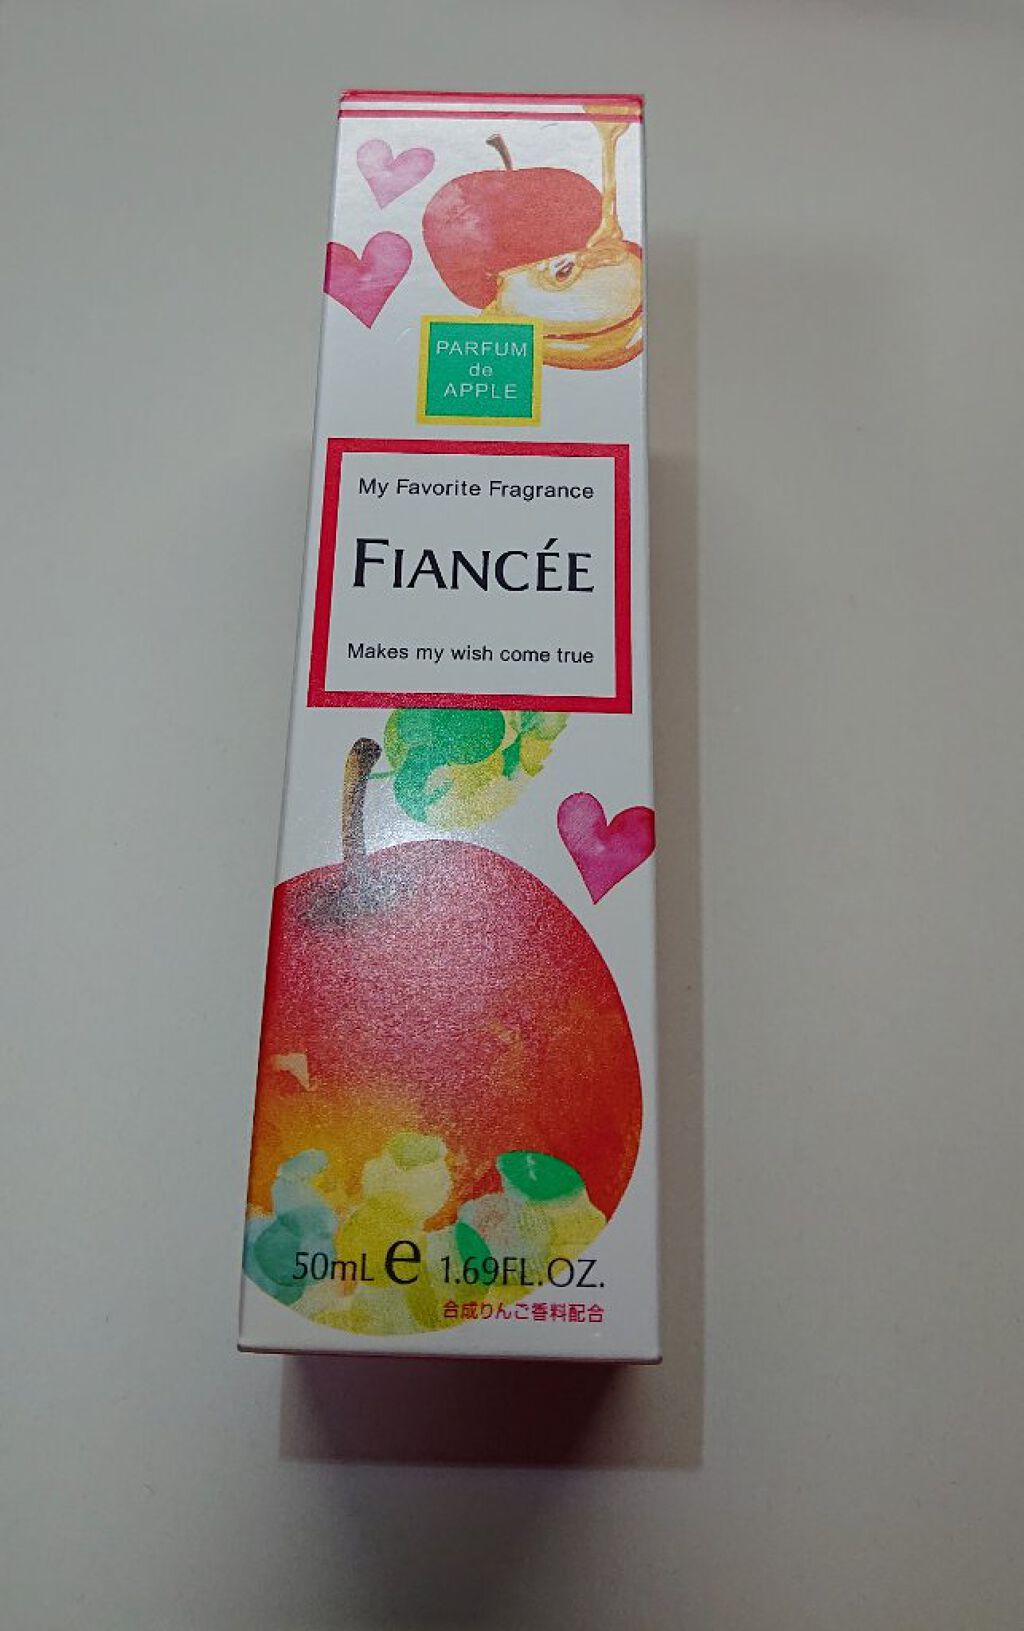 PARFUM
de
APPLE
My Favorite Fragrance
FIANCÉE
Makes my wish come true
50mL e 1.69FL.OZ.
合成りんご香料配合